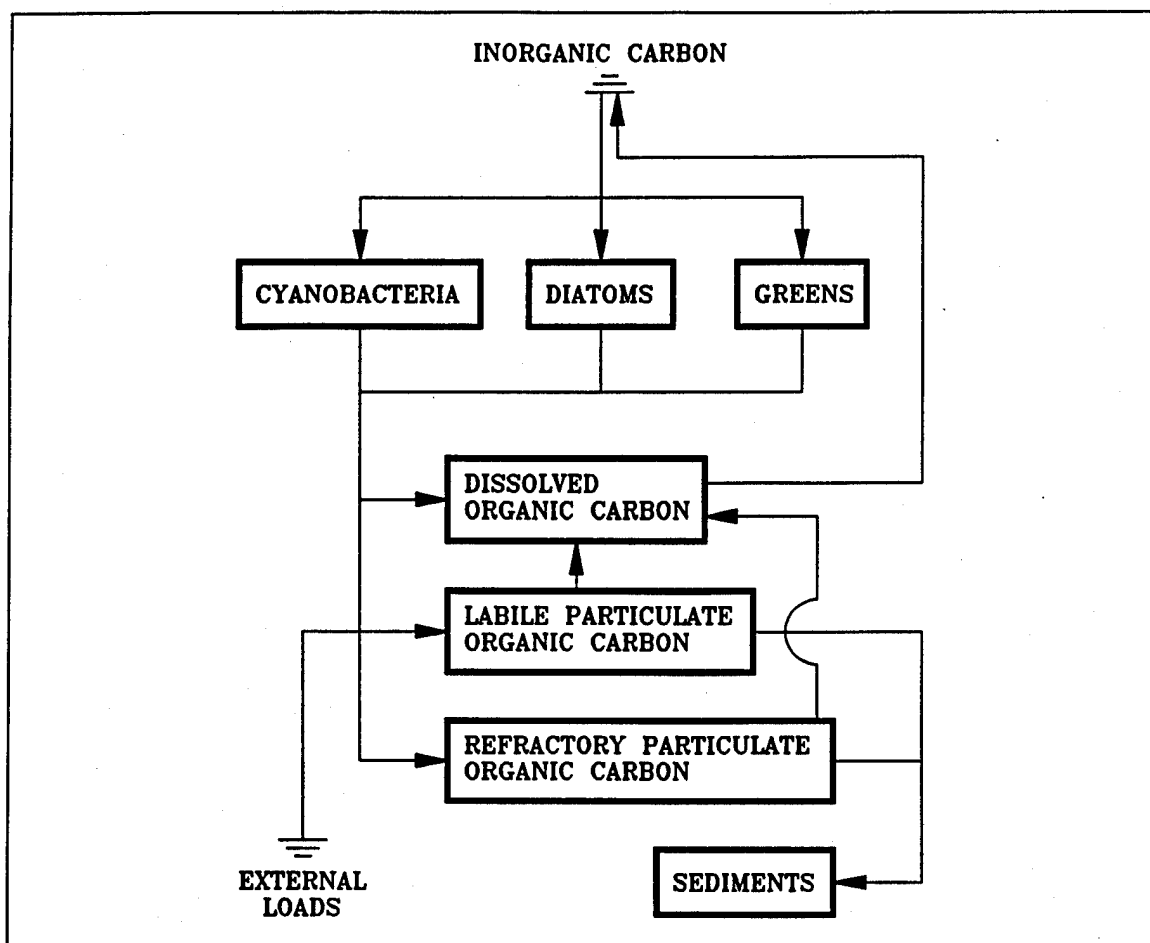 INORGANIC CARBON
CYANOBACTERIA
DIATOMS
GREENS
DISSOLVED
ORGANIC CARBON
LABILE PARTICULATE
ORGANIC CARBON
REFRACTORY PARTICULATE
ORGANIC CARBON
EXTERNAL
LOADS
SEDIMENTS